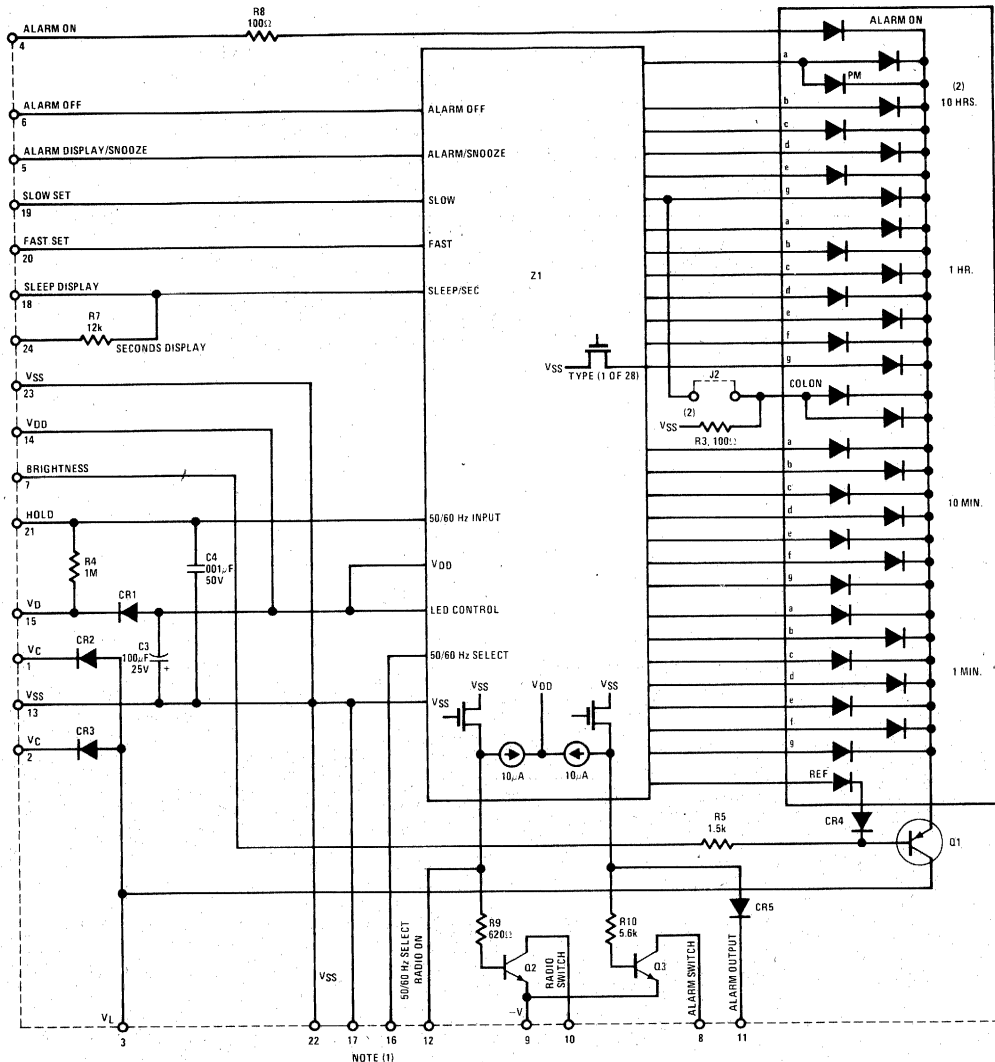 ALARM ON
4
R8
100Ω
ALARM ON
a
PM
(2)
10 HRS.
ALARM OFF
6
ALARM OFF
b
c
ALARM DISPLAY/SNOOZE
5
ALARM/SNOOZE
d
e
SLOW SET
19
SLOW
g
a
FAST SET
20
FAST
b
Z1
c
1 HR.
SLEEP DISPLAY
18
SLEEP/SEC
d
R7
12k
24
SECONDS DISPLAY
e
f
VSS
TYPE (1 OF 28)
g
VSS
23
J2
COLON
(2)
VSS
R3, 100Ω
VDD
14
a
BRIGHTNESS
7
b
c
10 MIN.
HOLD
21
50/60 Hz INPUT
d
R4
1M
C4
.001µF
50V
e
f
VDD
g
VD
15
CR1
LED CONTROL
a
b
VC
1
CR2
C3
100µF
25V
+
50/60 Hz SELECT
c
1 MIN.
d
VSS
13
VSS
VSS
VDD
VSS
e
f
VC
2
CR3
10µA
10µA
g
REF
R5
1.5k
CR4
Q1
R9
620Ω
R10
5.6k
CR5
50/60 Hz SELECT
RADIO ON
Q2
RADIO SWITCH
Q3
ALARM SWITCH
ALARM OUTPUT
VSS
-V
VL
3
22
17
16
12
9
10
8
11
NOTE (1)